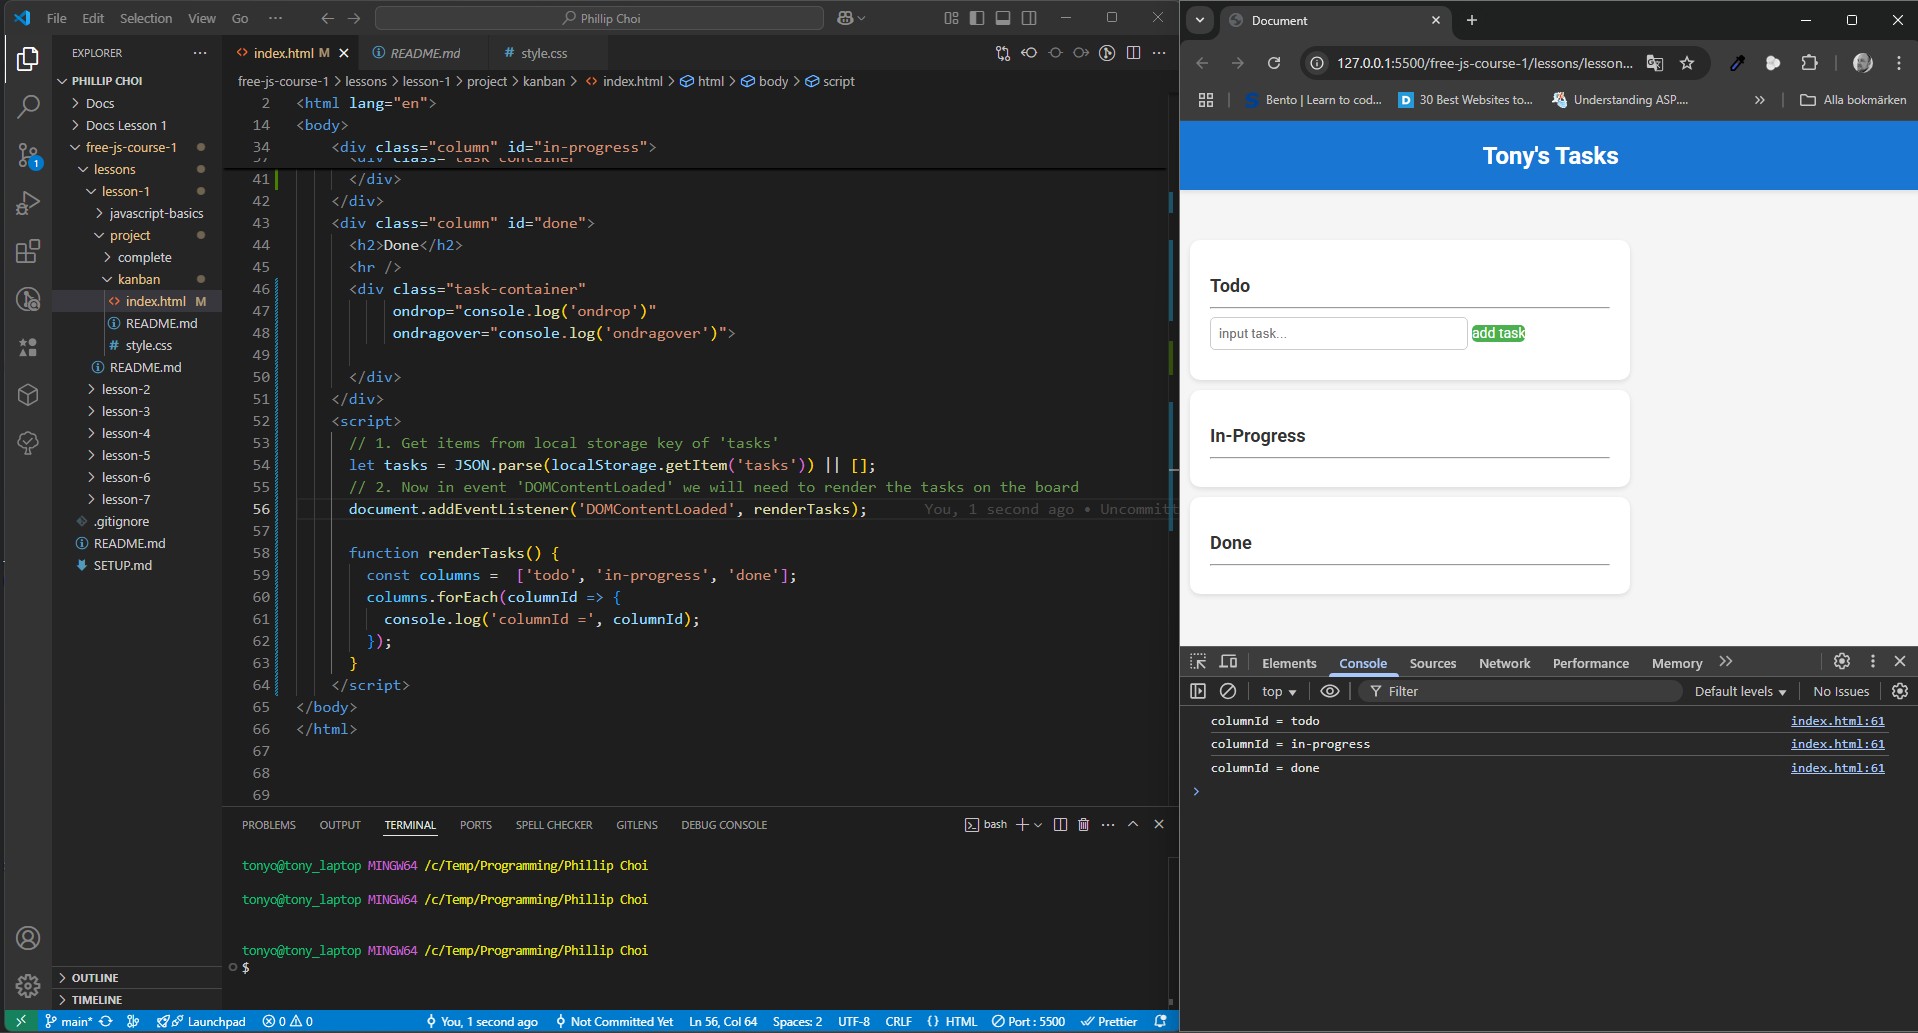 File Edit Selection View Go ··· Phillip Choi
EXPLORER ···
PHILLIP CHOI
Docs
Docs Lesson 1
free-js-course-1
lessons
lesson-1
javascript-basics
project
complete
kanban
index.html M
README.md
style.css
README.md
lesson-2
lesson-3
lesson-4
lesson-5
lesson-6
lesson-7
.gitignore
README.md
SETUP.md
OUTLINE
TIMELINE
1
index.html M README.md # style.css
free-js-course-1 > lessons > lesson-1 > project > kanban > index.html > html > body > script
2 <html lang="en">
14 <body>
34 <div class="column" id="in-progress">
37 <div class="task-container"
41 </div>
42 </div>
43 <div class="column" id="done">
44 <h2>Done</h2>
45 <hr />
46 <div class="task-container"
47 ondrop="console.log('ondrop')"
48 ondragover="console.log('ondragover')">
49
50 </div>
51 </div>
52 <script>
53 // 1. Get items from local storage key of 'tasks'
54 let tasks = JSON.parse(localStorage.getItem('tasks')) || [];
55 // 2. Now in event 'DOMContentLoaded' we will need to render the tasks on the board
56 document.addEventListener('DOMContentLoaded', renderTasks); You, 1 second ago • Uncommitt
57
58 function renderTasks() {
59 const columns =  ['todo', 'in-progress', 'done'];
60 columns.forEach(columnId => {
61 console.log('columnId =', columnId);
62 });
63 }
64 </script>
65 </body>
66 </html>
67
68
69
PROBLEMS OUTPUT TERMINAL PORTS SPELL CHECKER GITLENS DEBUG CONSOLE bash
tonyo@tony_laptop MINGW64 /c/Temp/Programming/Phillip Choi
tonyo@tony_laptop MINGW64 /c/Temp/Programming/Phillip Choi
tonyo@tony_laptop MINGW64 /c/Temp/Programming/Phillip Choi
$
main* Launchpad 0 0 You, 1 second ago Not Committed Yet Ln 56, Col 64 Spaces: 2 UTF-8 CRLF {} HTML Port : 5500 Prettier
Document
127.0.0.1:5500/free-js-course-1/lessons/lesson...
Bento | Learn to cod... 30 Best Websites to... Understanding ASP.... » Alla bokmärken
Tony's Tasks
Todo
input task... add task
In-Progress
Done
Elements Console Sources Network Performance Memory
top Filter Default levels No Issues
columnId = todo index.html:61
columnId = in-progress index.html:61
columnId = done index.html:61